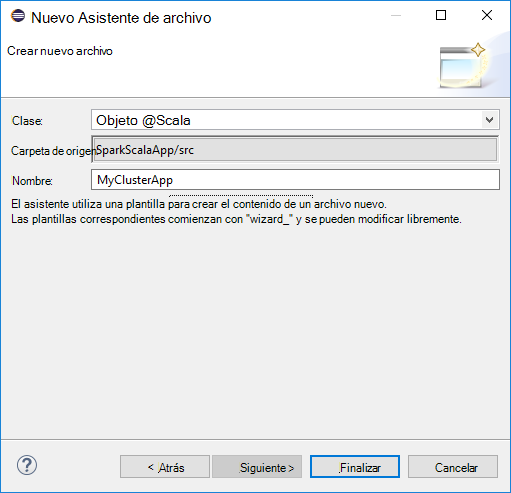 Nuevo Asistente de archivo
Crear nuevo archivo
Clase: Objeto @Scala
Carpeta de origen: SparkScalaApp/src
Nombre: MyClusterApp
El asistente utiliza una plantilla para crear el contenido de un archivo nuevo.
Las plantillas correspondientes comienzan con "wizard_" y se pueden modificar libremente.
? < .Atrás .Siguiente > .Finalizar Cancelar